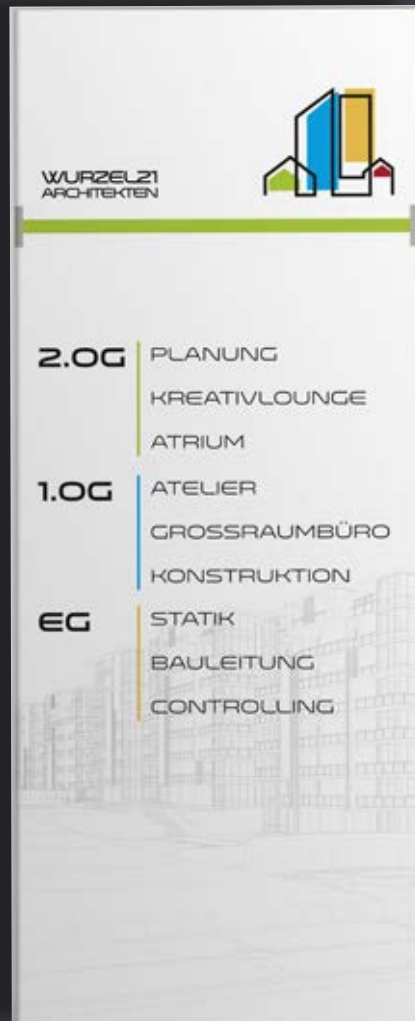 WURZEL21
ARCHITEKTEN
2.OG PLANUNG
KREATIVLOUNGE
ATRIUM
1.OG ATELIER
GROSSRAUMBÜRO
KONSTRUKTION
EG STATIK
BAULEITUNG
CONTROLLING